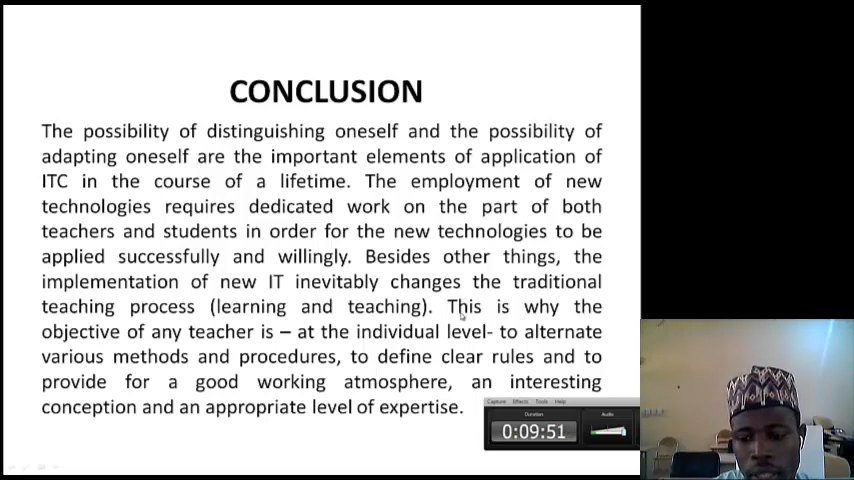 CONCLUSION
The possibility of distinguishing oneself and the possibility of
adapting oneself are the important elements of application of
ITC in the course of a lifetime. The employment of new
technologies requires dedicated work on the part of both
teachers and students in order for the new technologies to be
applied successfully and willingly. Besides other things, the
implementation of new IT inevitably changes the traditional
teaching process (learning and teaching). This is why the
objective of any teacher is – at the individual level- to alternate
various methods and procedures, to define clear rules and to
provide for a good working atmosphere, an interesting
conception and an appropriate level of expertise.
Capture Effects Tools Help
Duration Audio
0:09:51